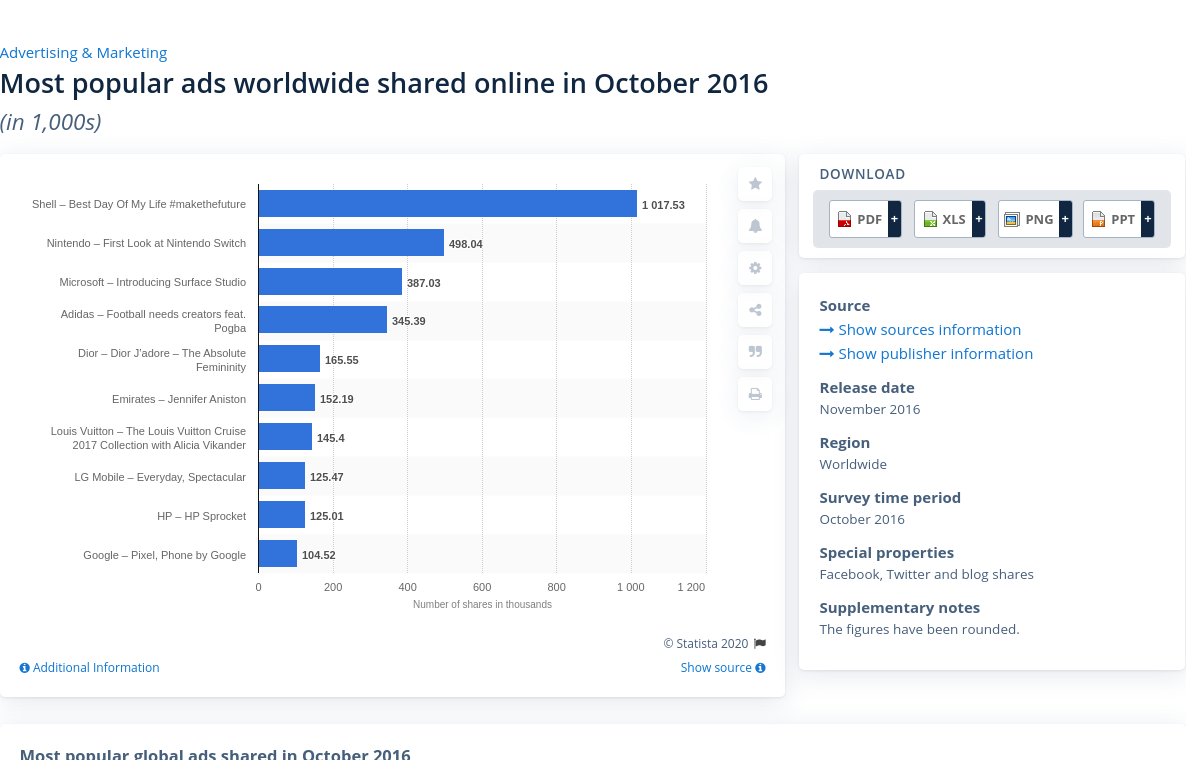 Advertising & Marketing
Most popular ads worldwide shared online in October 2016
(in 1,000s)
Shell – Best Day Of My Life #makethefuture
1 017.53
Nintendo – First Look at Nintendo Switch
498.04
Microsoft – Introducing Surface Studio
387.03
Adidas – Football needs creators feat.
Pogba
345.39
Dior – Dior J'adore – The Absolute
Femininity
165.55
Emirates – Jennifer Aniston
152.19
Louis Vuitton – The Louis Vuitton Cruise
2017 Collection with Alicia Vikander
145.4
LG Mobile – Everyday, Spectacular
125.47
HP – HP Sprocket
125.01
Google – Pixel, Phone by Google
104.52
0 200 400 600 800 1 000 1 200
Number of shares in thousands
© Statista 2020
Additional Information
Show source
DOWNLOAD
PDF + XLS + PNG + PPT +
Source
Show sources information
Show publisher information
Release date
November 2016
Region
Worldwide
Survey time period
October 2016
Special properties
Facebook, Twitter and blog shares
Supplementary notes
The figures have been rounded.
Most popular global ads shared in October 2016